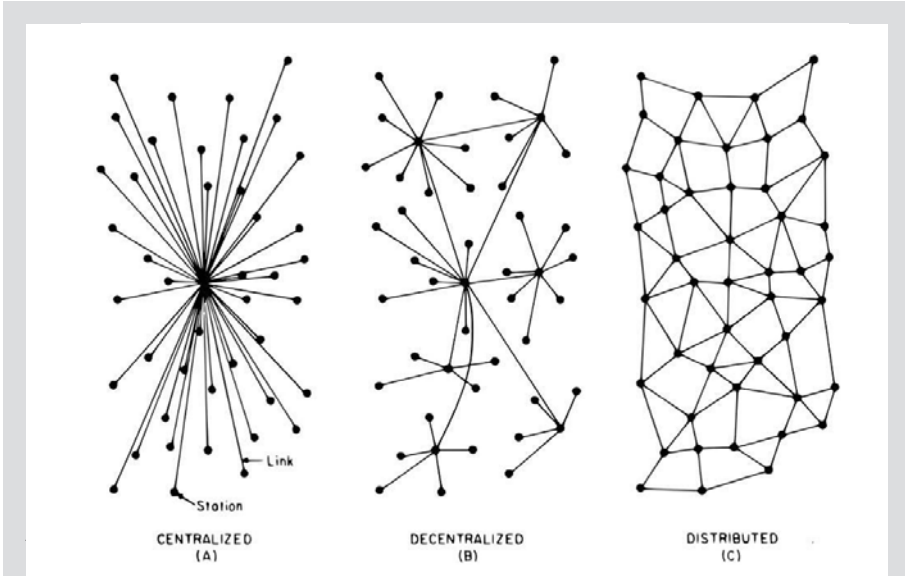 Link
Station
CENTRALIZED
(A)
DECENTRALIZED
(B)
DISTRIBUTED
(C)